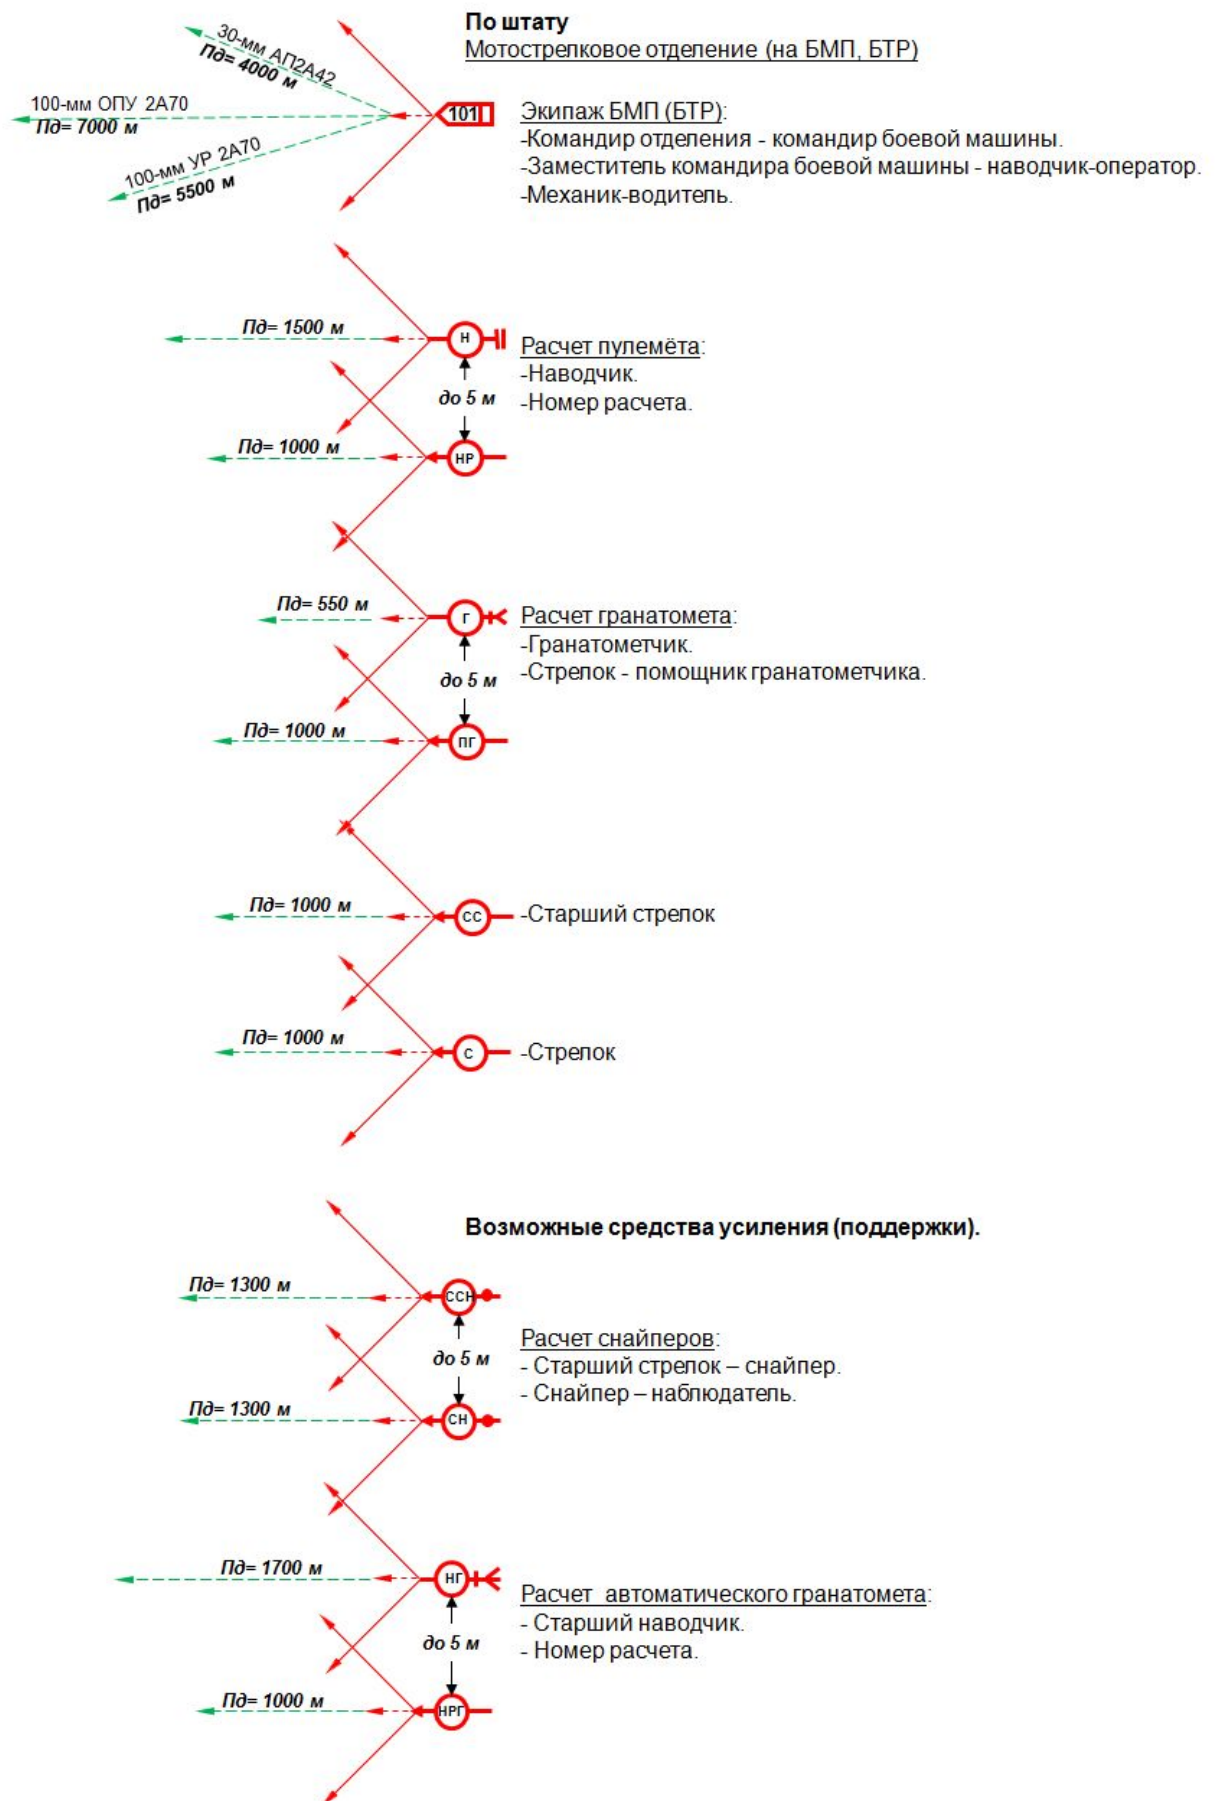 По штату
Мотострелковое отделение (на БМП, БТР)
30-мм АП2А42
Пд= 4000 м
100-мм ОПУ 2А70
Пд= 7000 м
100-мм УР 2А70
Пд= 5500 м
101
Экипаж БМП (БТР):
-Командир отделения - командир боевой машины.
-Заместитель командира боевой машины - наводчик-оператор.
-Механик-водитель.
Пд= 1500 м
Н
Расчет пулемёта:
-Наводчик.
до 5 м
-Номер расчета.
Пд= 1000 м
НР
Пд= 550 м
Г
Расчет гранатомета:
-Гранатометчик.
до 5 м
-Стрелок - помощник гранатометчика.
Пд= 1000 м
ПГ
Пд= 1000 м
СС
-Старший стрелок
Пд= 1000 м
С
-Стрелок
Возможные средства усиления (поддержки).
Пд= 1300 м
ССН
Расчет снайперов:
до 5 м
- Старший стрелок – снайпер.
- Снайпер – наблюдатель.
Пд= 1300 м
СН
Пд= 1700 м
НГ
Расчет автоматического гранатомета:
- Старший наводчик.
до 5 м
- Номер расчета.
Пд= 1000 м
НРГ